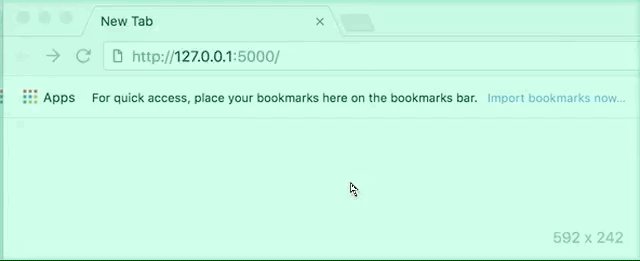 New Tab
http://127.0.0.1:5000/
Apps For quick access, place your bookmarks here on the bookmarks bar. Import bookmarks now...
592 x 242